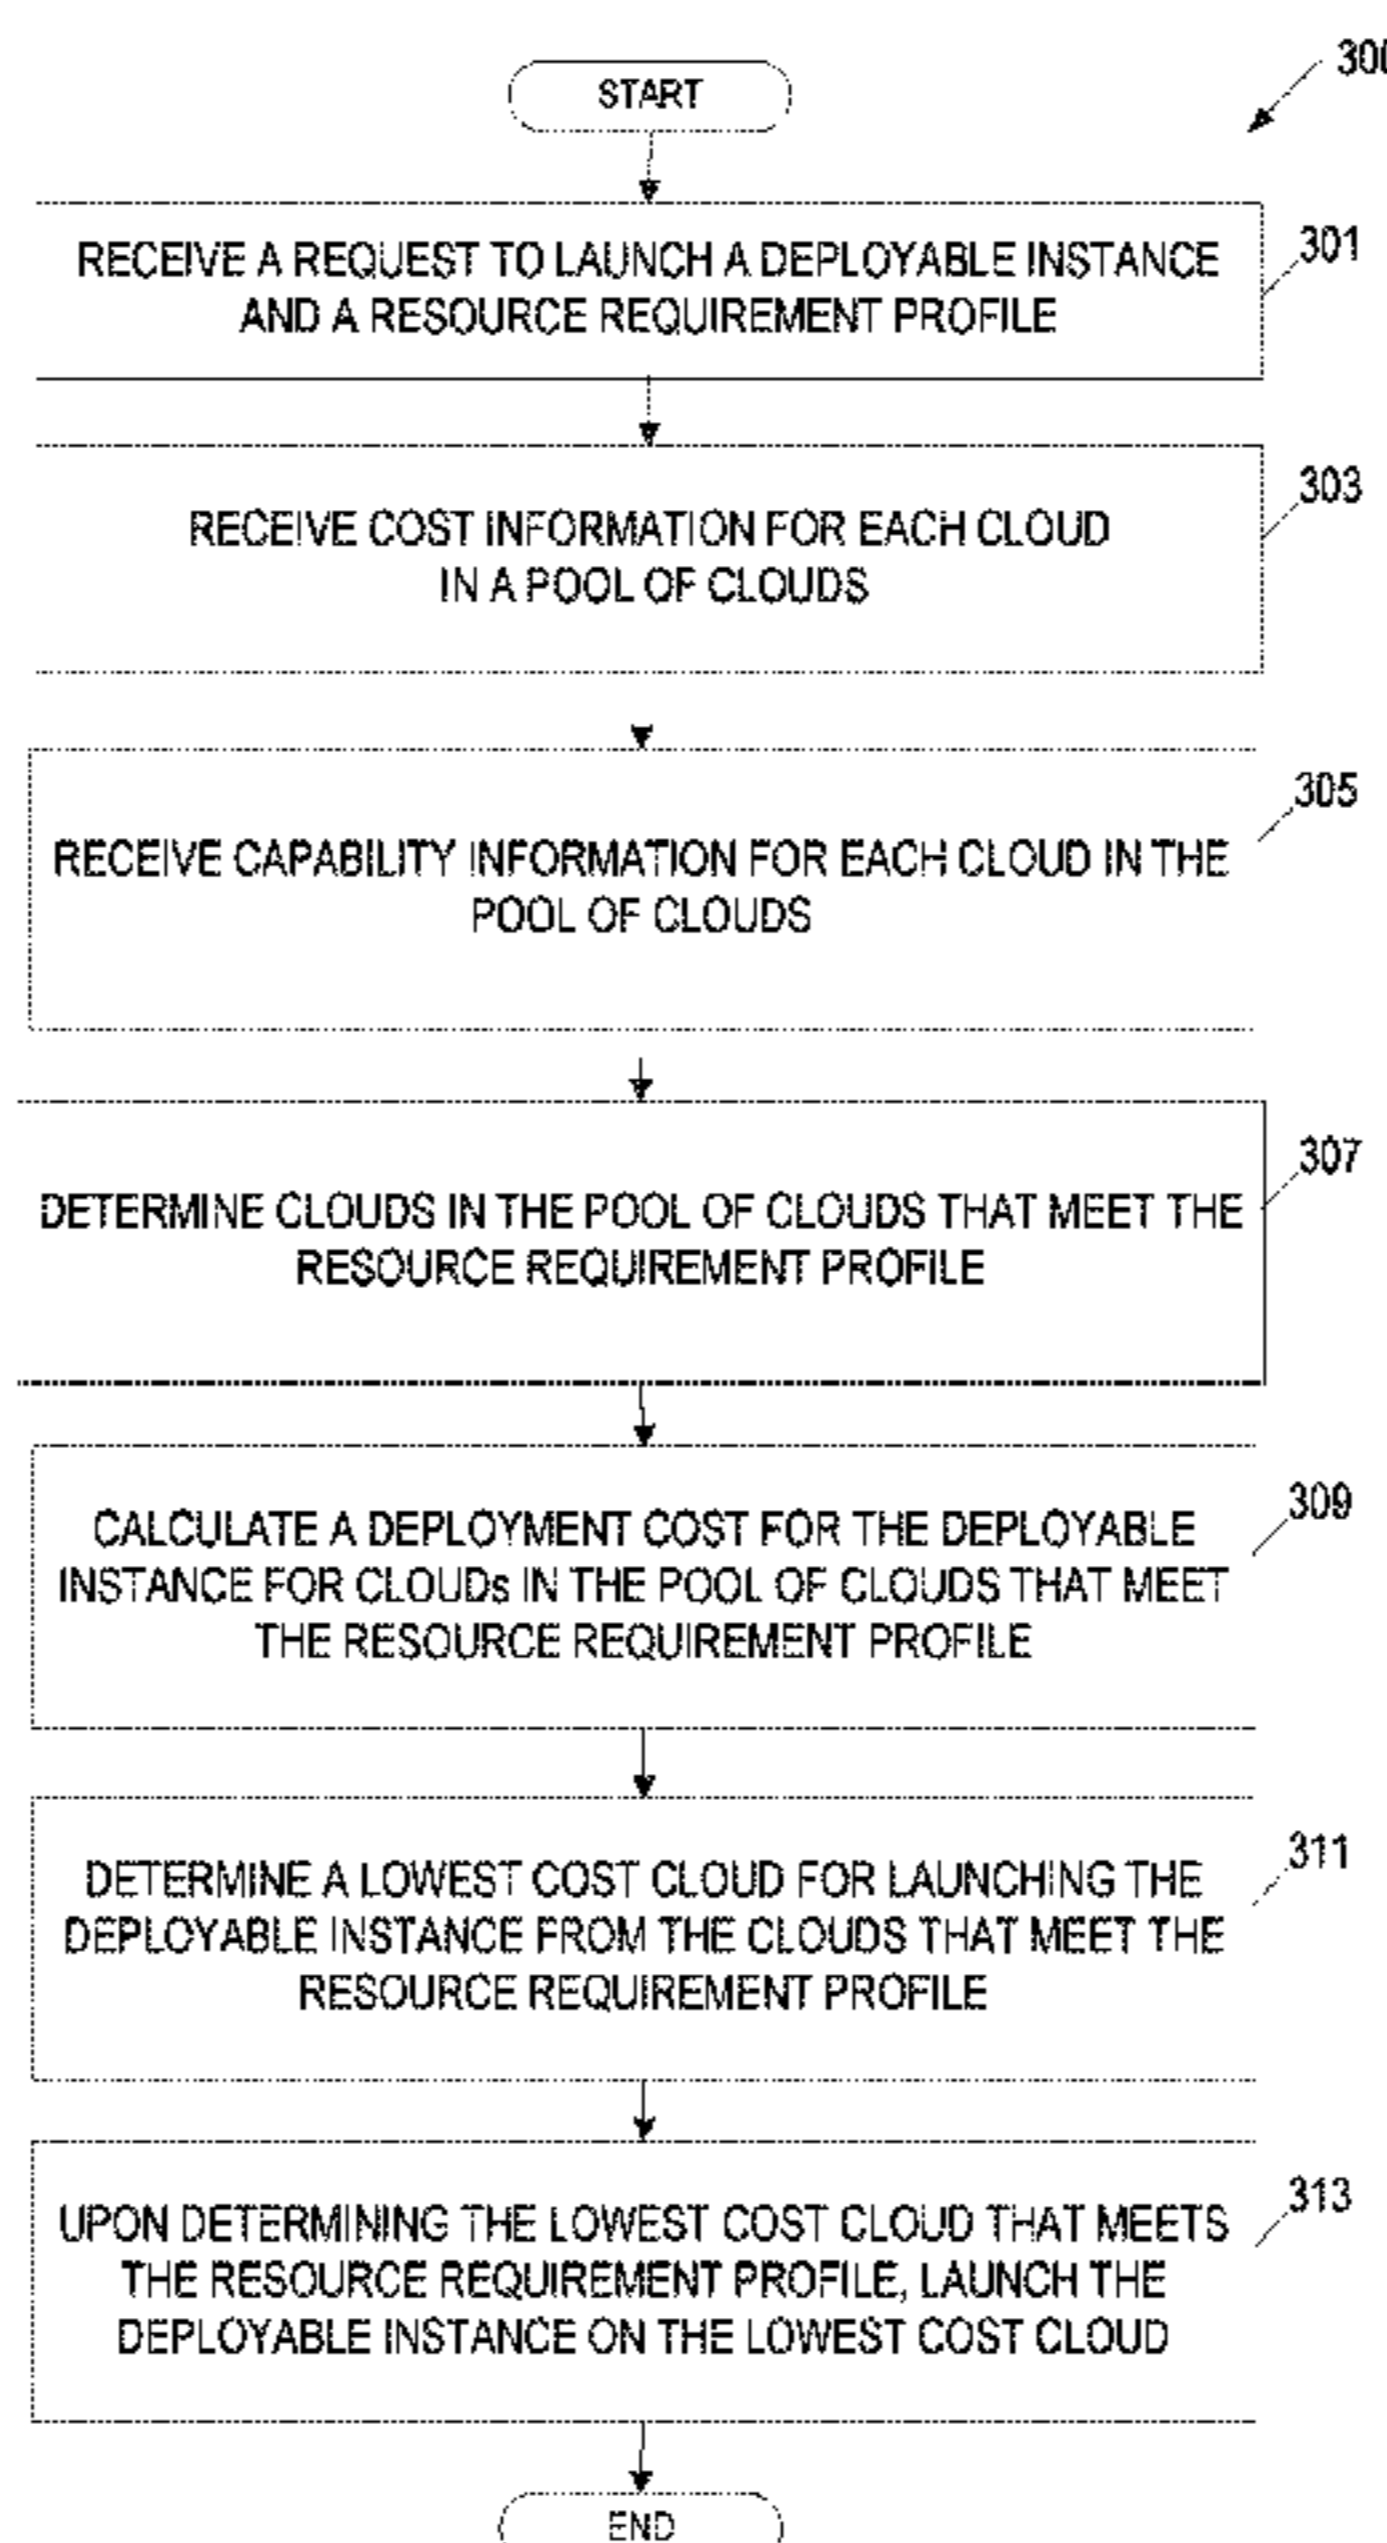 300
START
301
RECEIVE A REQUEST TO LAUNCH A DEPLOYABLE INSTANCE
AND A RESOURCE REQUIREMENT PROFILE
303
RECEIVE COST INFORMATION FOR EACH CLOUD
IN A POOL OF CLOUDS
305
RECEIVE CAPABILITY INFORMATION FOR EACH CLOUD IN THE
POOL OF CLOUDS
307
DETERMINE CLOUDS IN THE POOL OF CLOUDS THAT MEET THE
RESOURCE REQUIREMENT PROFILE
309
CALCULATE A DEPLOYMENT COST FOR THE DEPLOYABLE
INSTANCE FOR CLOUDs IN THE POOL OF CLOUDS THAT MEET
THE RESOURCE REQUIREMENT PROFILE
311
DETERMINE A LOWEST COST CLOUD FOR LAUNCHING THE
DEPLOYABLE INSTANCE FROM THE CLOUDS THAT MEET THE
RESOURCE REQUIREMENT PROFILE
313
UPON DETERMINING THE LOWEST COST CLOUD THAT MEETS
THE RESOURCE REQUIREMENT PROFILE, LAUNCH THE
DEPLOYABLE INSTANCE ON THE LOWEST COST CLOUD
END